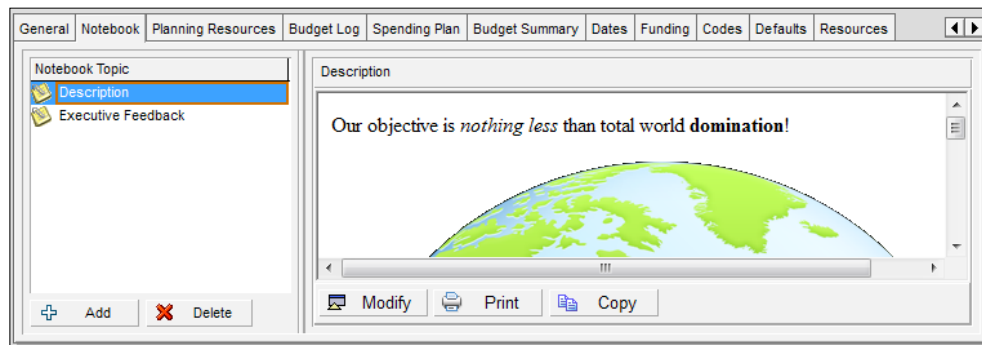 General Notebook Planning Resources Budget Log Spending Plan Budget Summary Dates Funding Codes Defaults Resources
Notebook Topic
Description
Executive Feedback
Add Delete
Description
Our objective is nothing less than total world domination!
Modify Print Copy